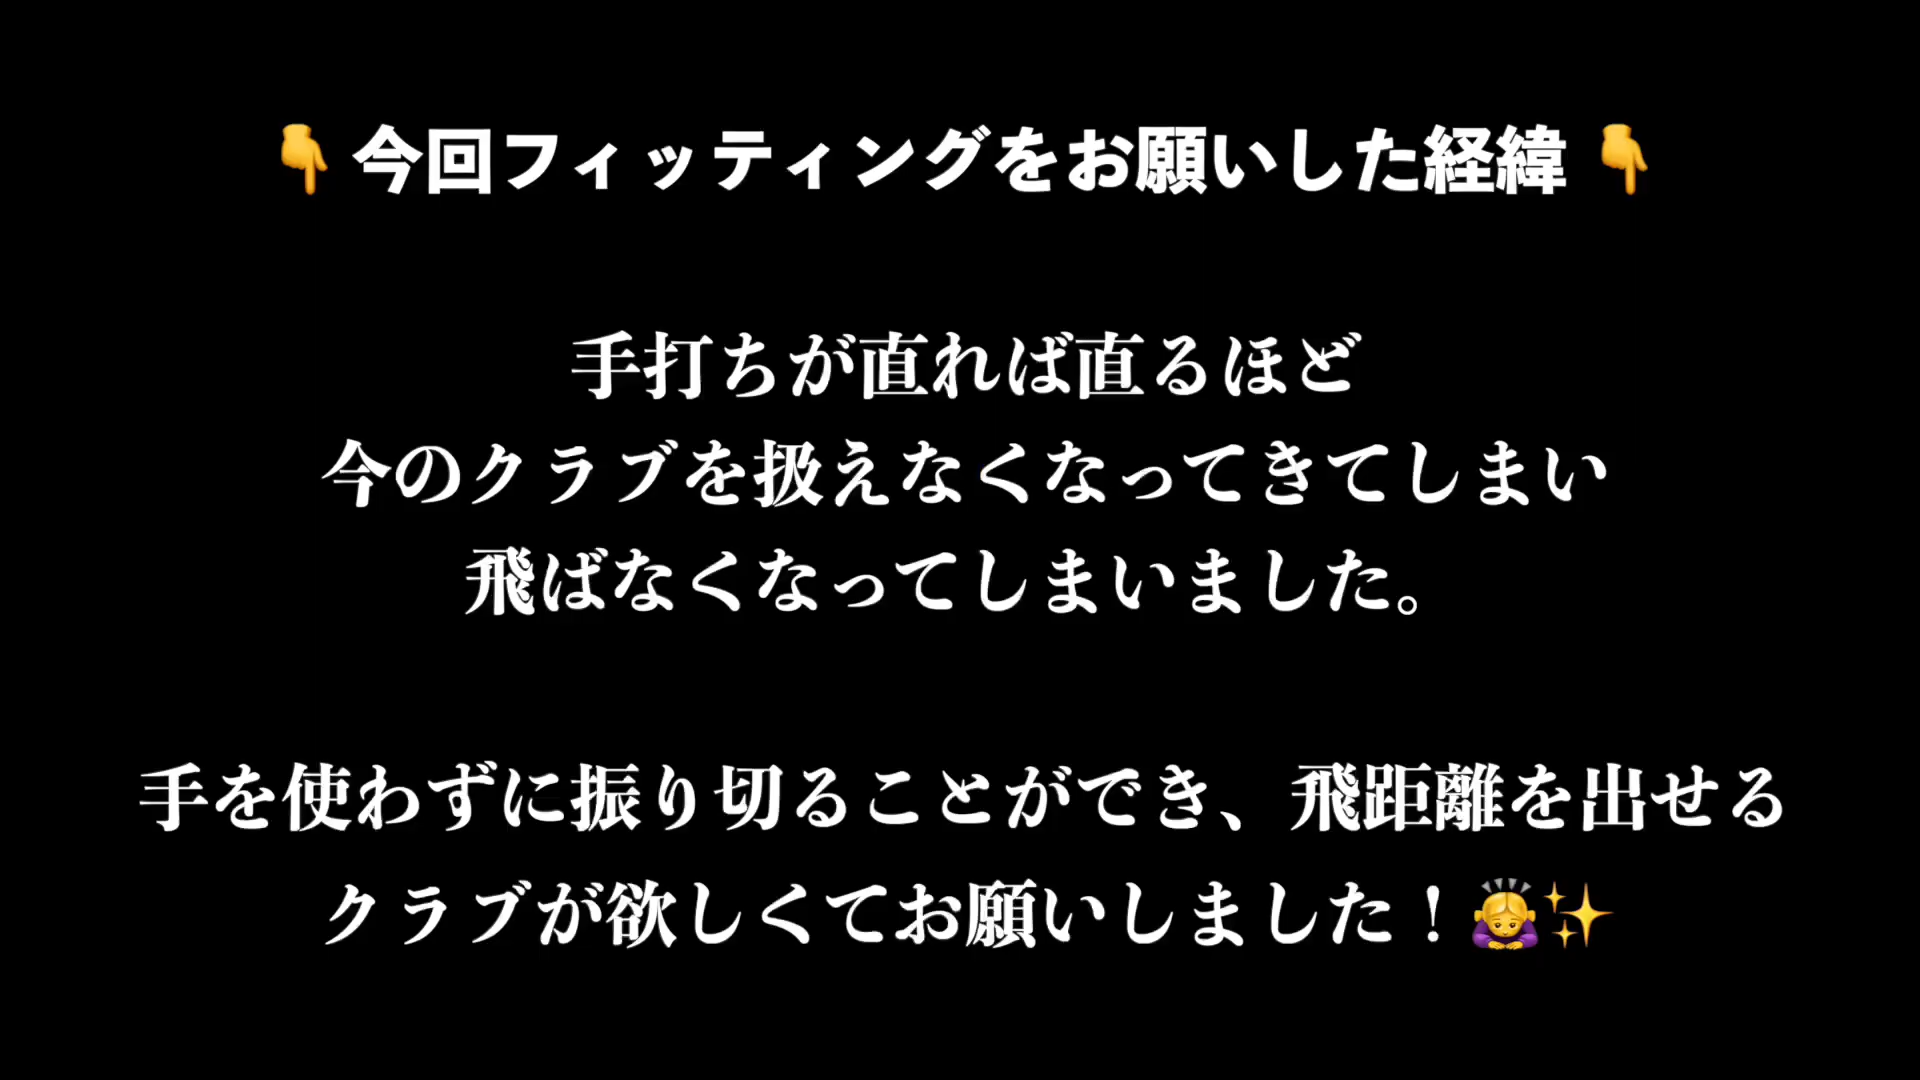 👇 今回フィッティングをお願いした経緯 👇
手打ちが直れば直るほど
今のクラブを扱えなくなってきてしまい
飛ばなくなってしまいました。
手を使わずに振り切ることができ、飛距離を出せる
クラブが欲しくてお願いしました！🙇‍♀️✨